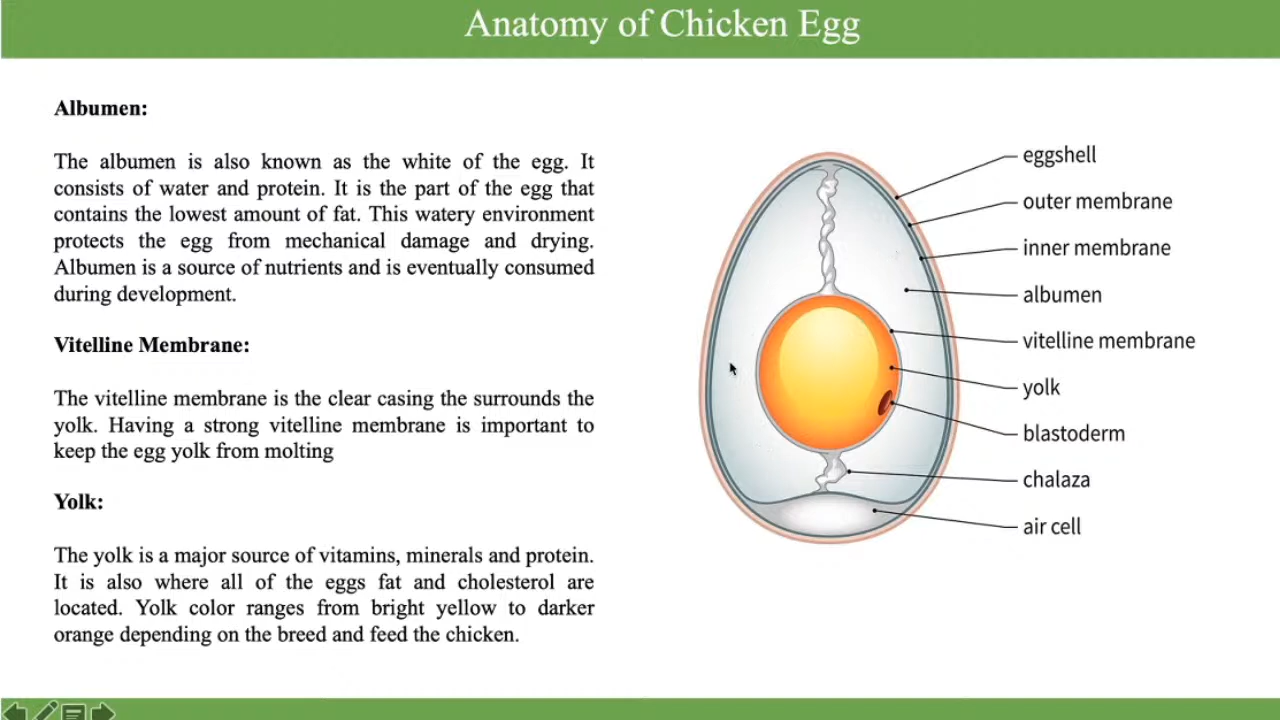 Anatomy of Chicken Egg
Albumen:
The albumen is also known as the white of the egg. It
consists of water and protein. It is the part of the egg that
contains the lowest amount of fat. This watery environment
protects the egg from mechanical damage and drying.
Albumen is a source of nutrients and is eventually consumed
during development.
Vitelline Membrane:
The vitelline membrane is the clear casing the surrounds the
yolk. Having a strong vitelline membrane is important to
keep the egg yolk from molting
Yolk:
The yolk is a major source of vitamins, minerals and protein.
It is also where all of the eggs fat and cholesterol are
located. Yolk color ranges from bright yellow to darker
orange depending on the breed and feed the chicken.
eggshell
outer membrane
inner membrane
albumen
vitelline membrane
yolk
blastoderm
chalaza
air cell